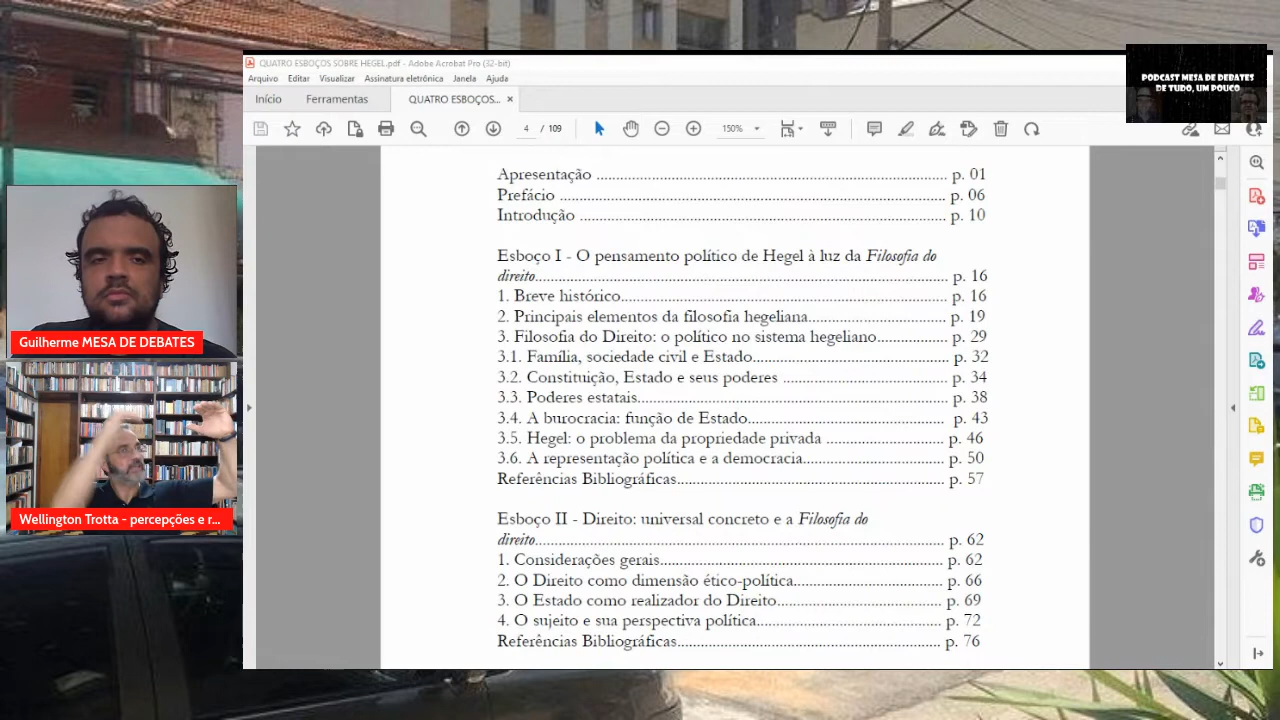 QUATRO ESBOÇOS SOBRE HEGEL.pdf - Adobe Acrobat Pro (32-bit)
Arquivo Editar Visualizar Assinatura eletrônica Janela Ajuda
Início Ferramentas QUATRO ESBOÇOS... ×
4 / 109 150%
PODCAST MESA DE DEBATES
DE TUDO, UM POUCO
Apresentação ........ p. 01
Prefácio ........ p. 06
Introdução ........ p. 10
Esboço I - O pensamento político de Hegel à luz da Filosofia do
direito........ p. 16
1. Breve histórico........ p. 16
2. Principais elementos da filosofia hegeliana........ p. 19
3. Filosofia do Direito: o político no sistema hegeliano........ p. 29
3.1. Família, sociedade civil e Estado........ p. 32
3.2. Constituição, Estado e seus poderes ........ p. 34
3.3. Poderes estatais........ p. 38
3.4. A burocracia: função de Estado........ p. 43
3.5. Hegel: o problema da propriedade privada ........ p. 46
3.6. A representação política e a democracia........ p. 50
Referências Bibliográficas........ p. 57
Esboço II - Direito: universal concreto e a Filosofia do
direito........ p. 62
1. Considerações gerais........ p. 62
2. O Direito como dimensão ético-política........ p. 66
3. O Estado como realizador do Direito........ p. 69
4. O sujeito e sua perspectiva política........ p. 72
Referências Bibliográficas........ p. 76
Guilherme MESA DE DEBATES
Wellington Trotta - percepções e r...